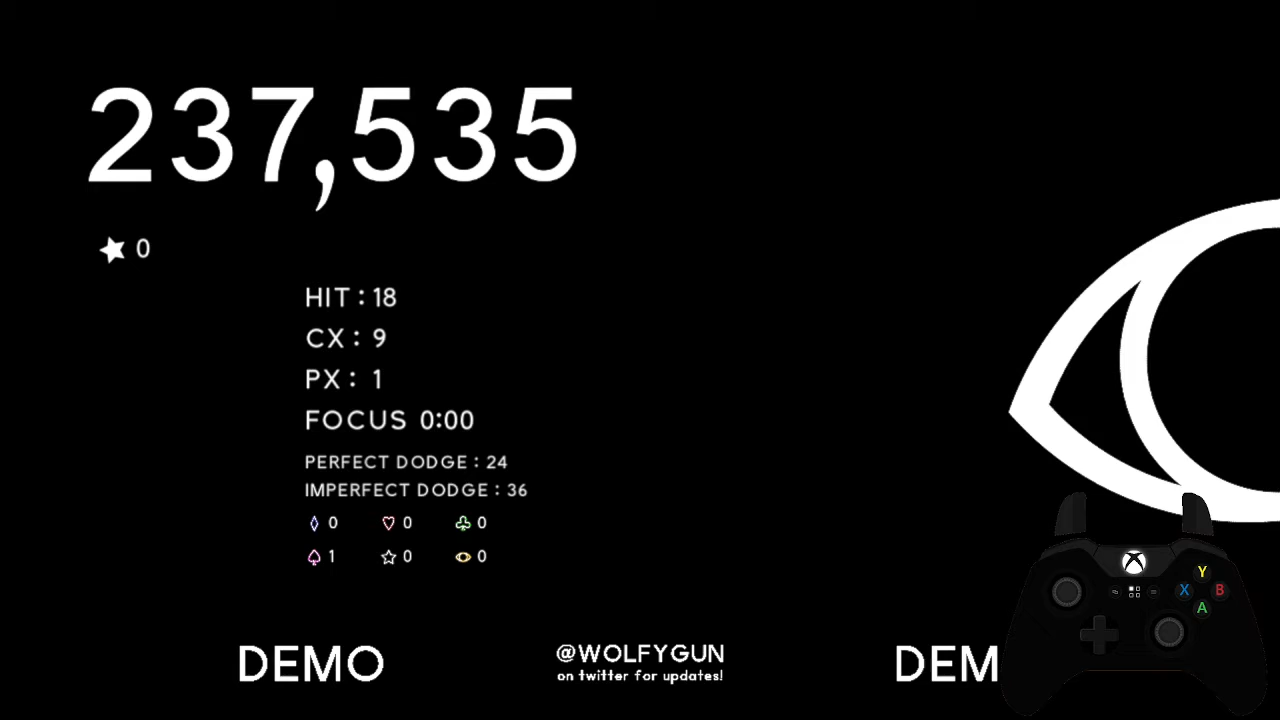 237,535
0
HIT : 18
CX : 9
PX : 1
FOCUS 0:00
PERFECT DODGE : 24
IMPERFECT DODGE : 36
0 0 0
1 0 0
Y
X B
A
DEMO @WOLFYGUN DEM
on twitter for updates!